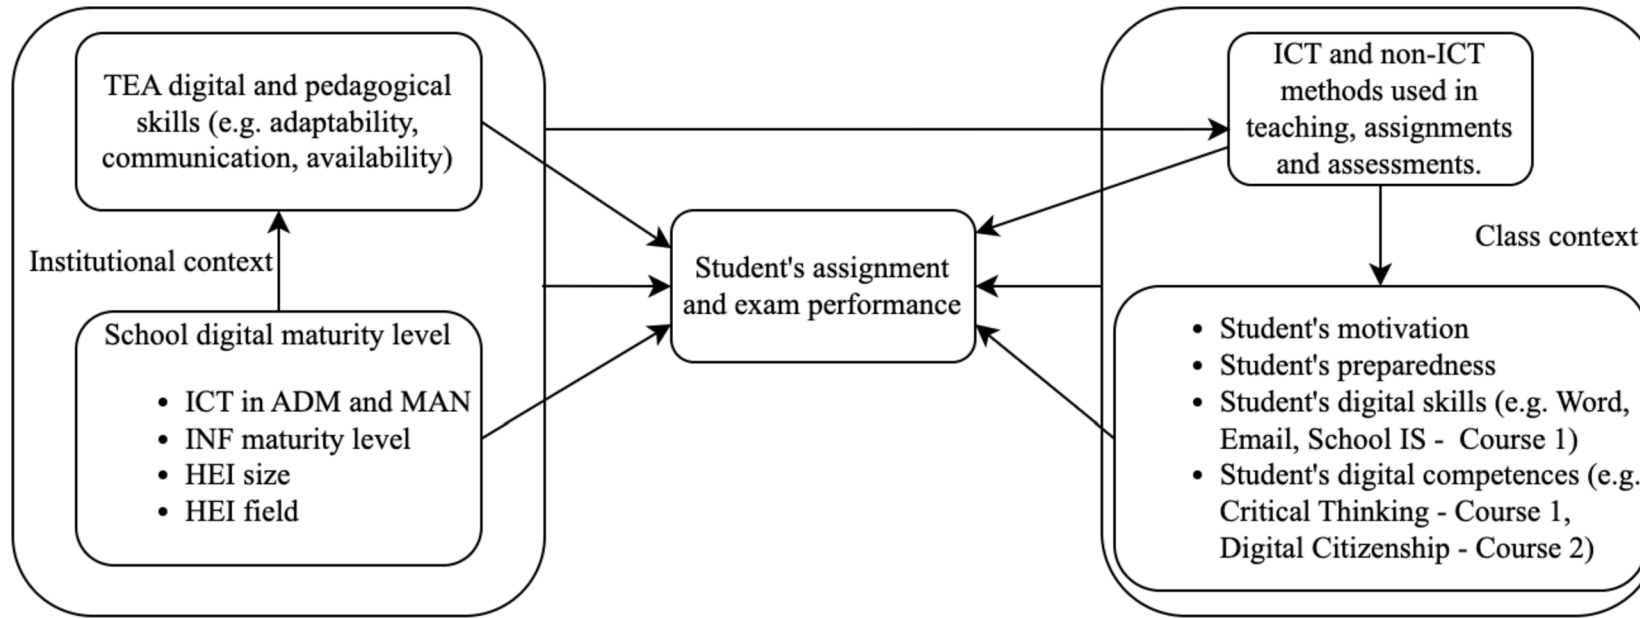 TEA digital and pedagogical
skills (e.g. adaptability,
communication, availability)
Institutional context
School digital maturity level
• ICT in ADM and MAN
• INF maturity level
• HEI size
• HEI field
Student's assignment
and exam performance
ICT and non-ICT
methods used in
teaching, assignments
and assessments.
Class context
• Student's motivation
• Student's preparedness
• Student's digital skills (e.g. Word,
Email, School IS - Course 1)
• Student's digital competences (e.g.
Critical Thinking - Course 1,
Digital Citizenship - Course 2)